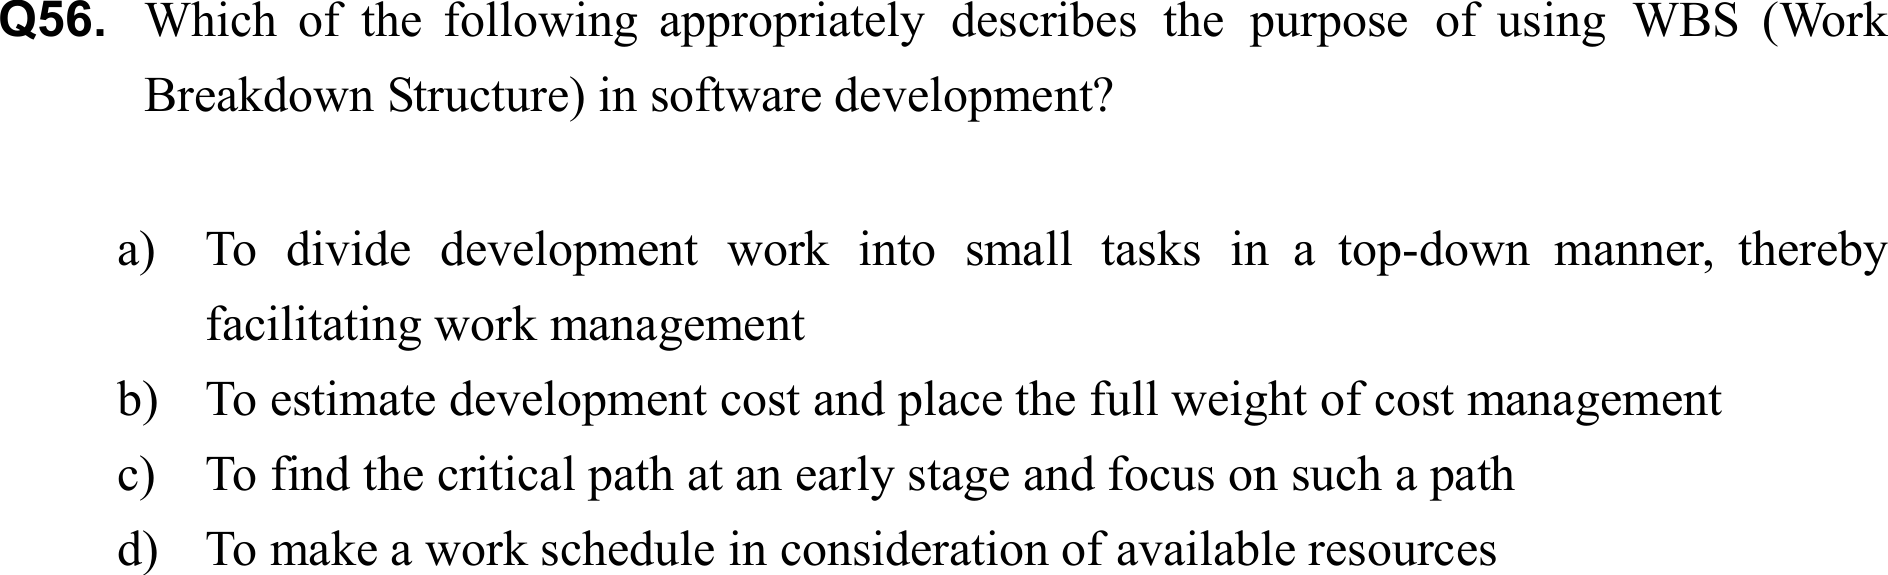 Q56. Which of the following appropriately describes the purpose of using WBS (Work
Breakdown Structure) in software development?
a) To divide development work into small tasks in a top-down manner, thereby
facilitating work management
b) To estimate development cost and place the full weight of cost management
c) To find the critical path at an early stage and focus on such a path
d) To make a work schedule in consideration of available resources